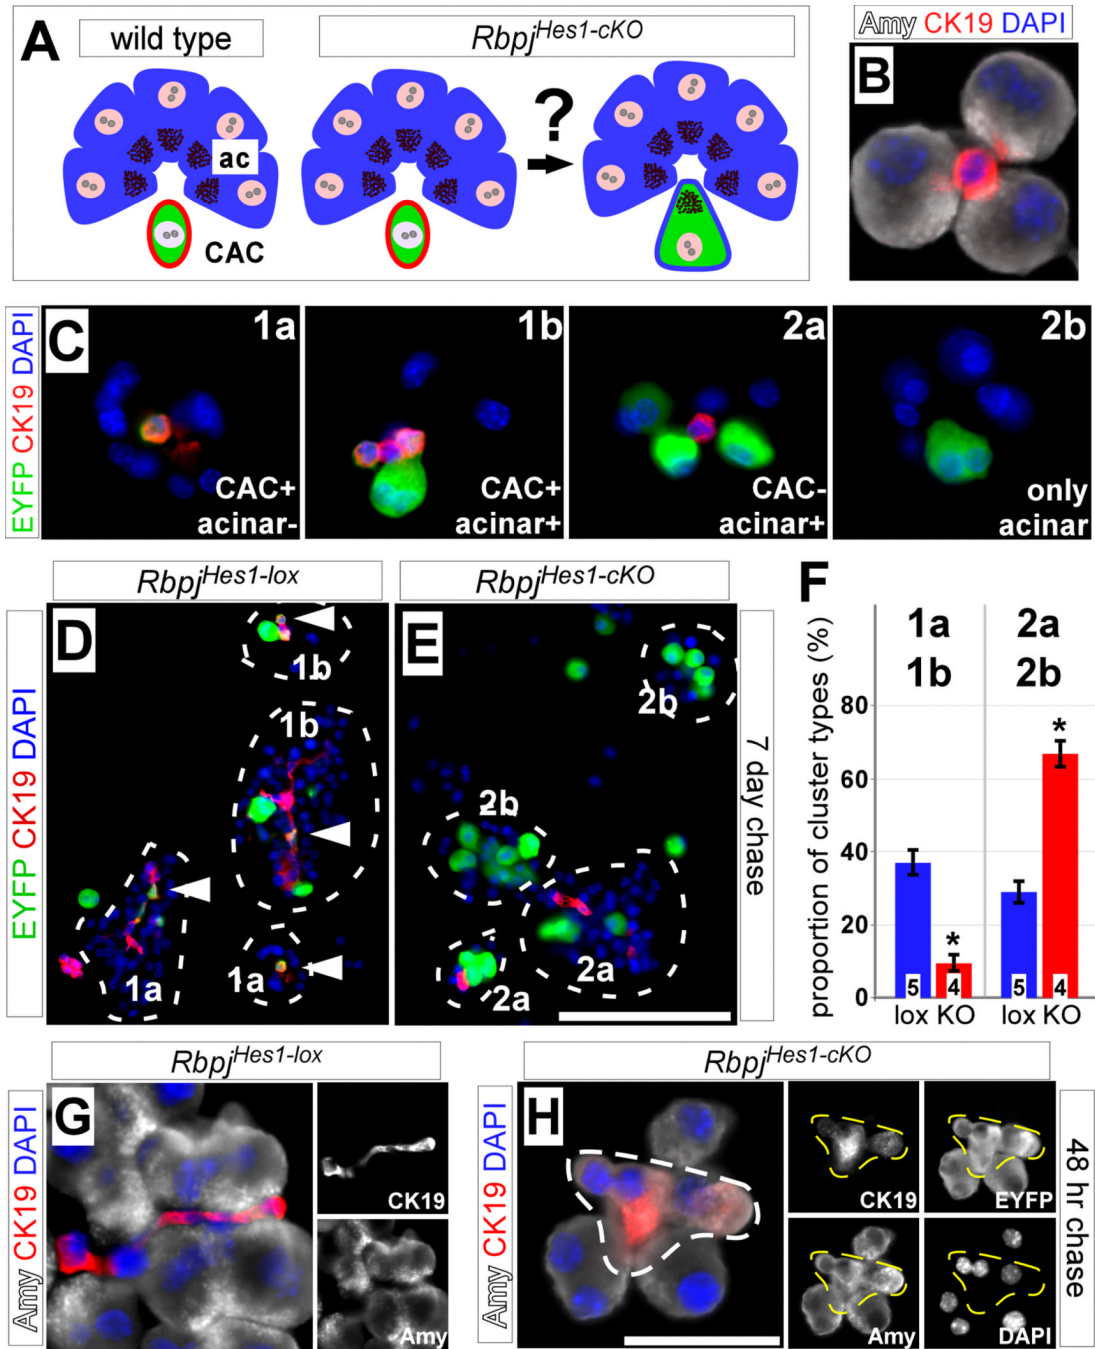 A
wild type
Rbpj^Hes1-cKO
?
ac
CAC
Amy CK19 DAPI
B
EYFP CK19 DAPI
C
1a
CAC+
acinar-
1b
CAC+
acinar+
2a
CAC-
acinar+
2b
only
acinar
Rbpj^Hes1-lox
Rbpj^Hes1-cKO
EYFP CK19 DAPI
D
1b
1b
1a
1a
E
2b
2b
2a
2a
7 day chase
F
proportion of cluster types (%)
1a 2a
1b 2b
80
60
40
20
0
5 4 5 4
lox KO lox KO
Rbpj^Hes1-lox
Amy CK19 DAPI
G
CK19
Amy
Rbpj^Hes1-cKO
Amy CK19 DAPI
H
CK19
EYFP
Amy
DAPI
48 hr chase